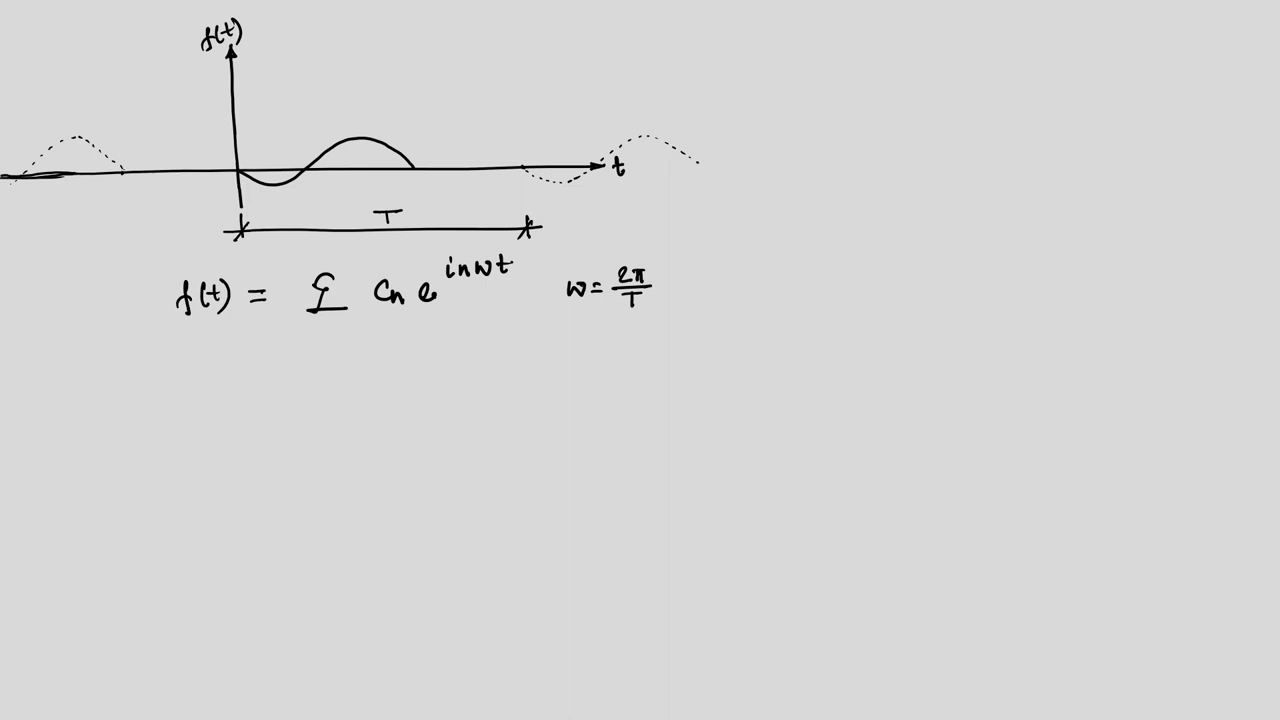 f(t)
t
T
f(t) = Σ Cn e^{inωt} ω = 2π/T